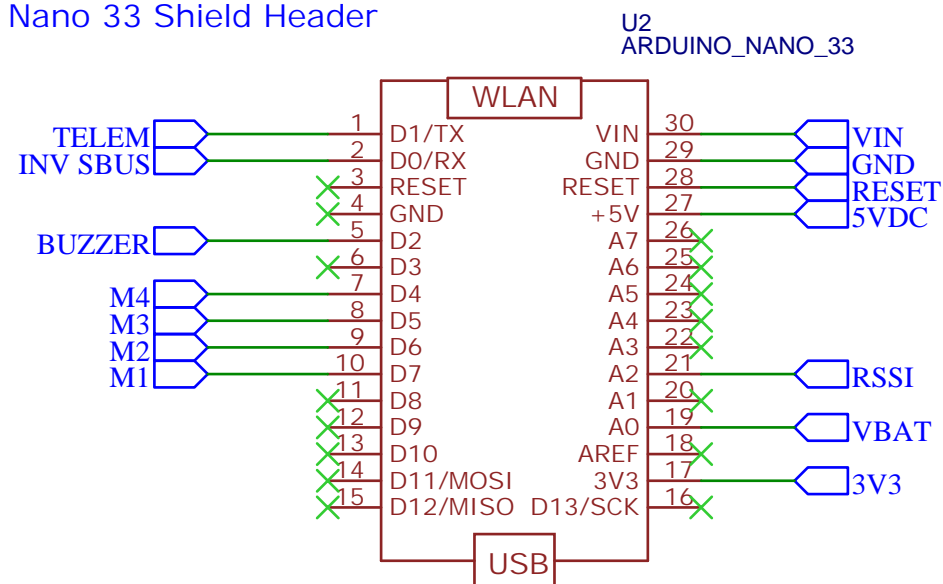 Nano 33 Shield Header
U2
ARDUINO_NANO_33
WLAN
TELEM 1 D1/TX VIN 30 VIN
INV SBUS 2 D0/RX GND 29 GND
3 RESET RESET 28 RESET
4 GND +5V 27 5VDC
BUZZER 5 D2 A7 26
6 D3 A6 25
M4 7 D4 A5 24
M3 8 D5 A4 23
M2 9 D6 A3 22
M1 10 D7 A2 21 RSSI
11 D8 A1 20
12 D9 A0 19 VBAT
13 D10 AREF 18
14 D11/MOSI 3V3 17 3V3
15 D12/MISO D13/SCK 16
USB